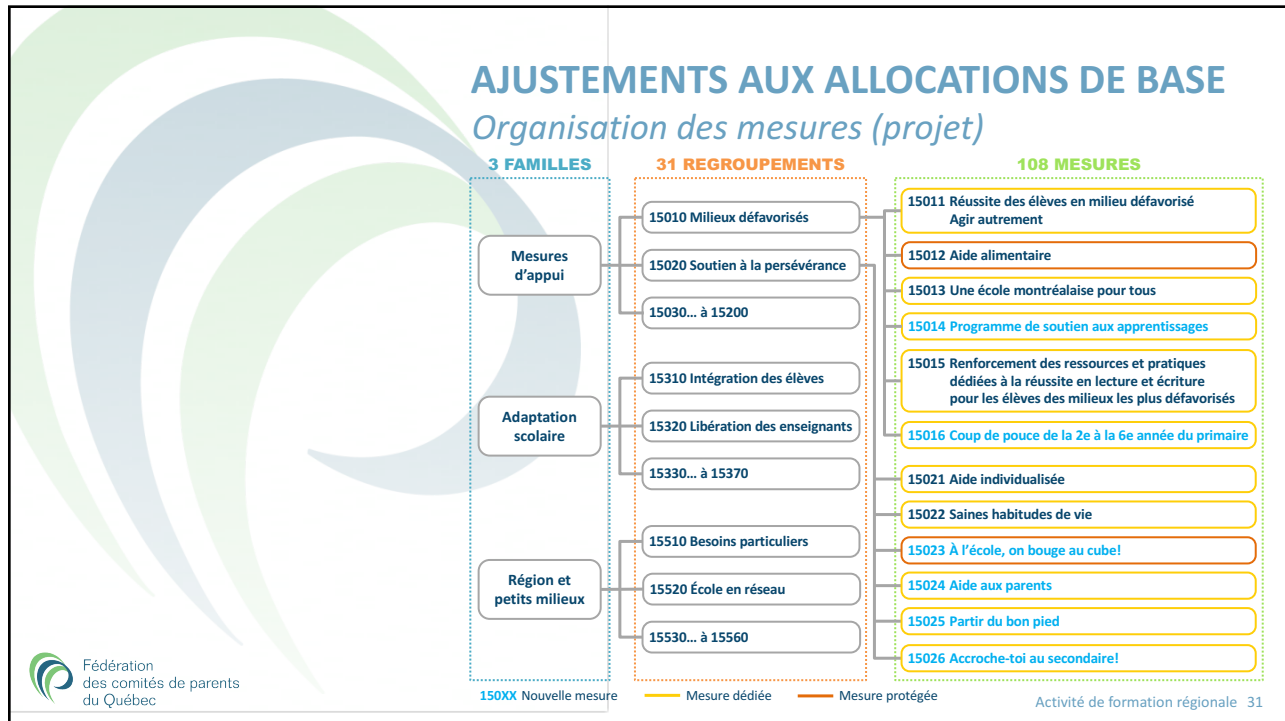 AJUSTEMENTS AUX ALLOCATIONS DE BASE
Organisation des mesures (projet)
3 FAMILLES
31 REGROUPEMENTS
108 MESURES
Mesures
d'appui
15010 Milieux défavorisés
15020 Soutien à la persévérance
15030... à 15200
Adaptation
scolaire
15310 Intégration des élèves
15320 Libération des enseignants
15330... à 15370
Région et
petits milieux
15510 Besoins particuliers
15520 École en réseau
15530... à 15560
15011 Réussite des élèves en milieu défavorisé
Agir autrement
15012 Aide alimentaire
15013 Une école montréalaise pour tous
15014 Programme de soutien aux apprentissages
15015 Renforcement des ressources et pratiques
dédiées à la réussite en lecture et écriture
pour les élèves des milieux les plus défavorisés
15016 Coup de pouce de la 2e à la 6e année du primaire
15021 Aide individualisée
15022 Saines habitudes de vie
15023 À l'école, on bouge au cube!
15024 Aide aux parents
15025 Partir du bon pied
15026 Accroche-toi au secondaire!
150XX Nouvelle mesure
Mesure dédiée
Mesure protégée
Fédération
des comités de parents
du Québec
Activité de formation régionale 31